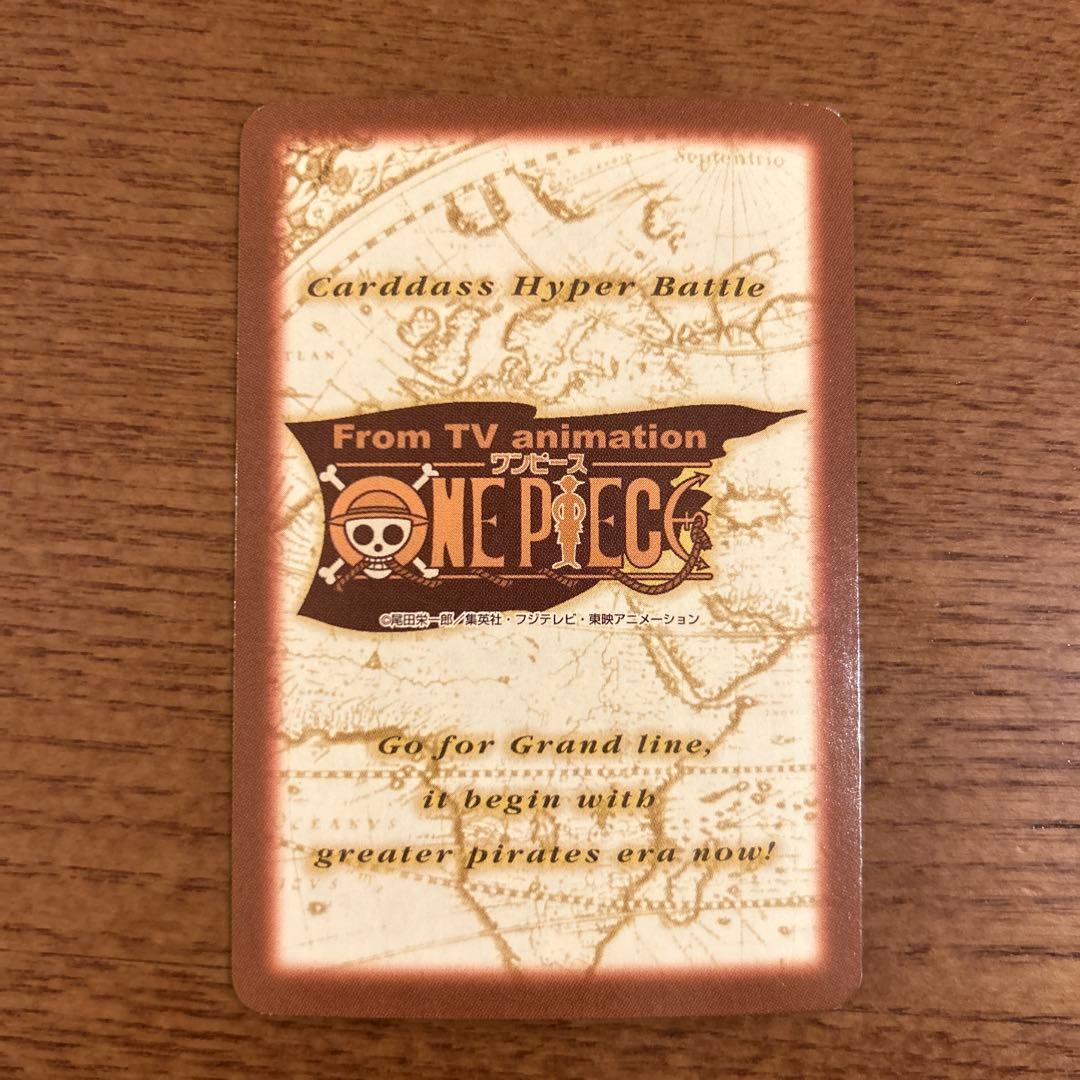 Septentrio
Carddass Hyper Battle
TLAN
From TV animation
ワンピース
ONE PIECE
©尾田栄一郎/集英社・フジテレビ・東映アニメーション
Go for Grand line,
it begin with
greater pirates era now!